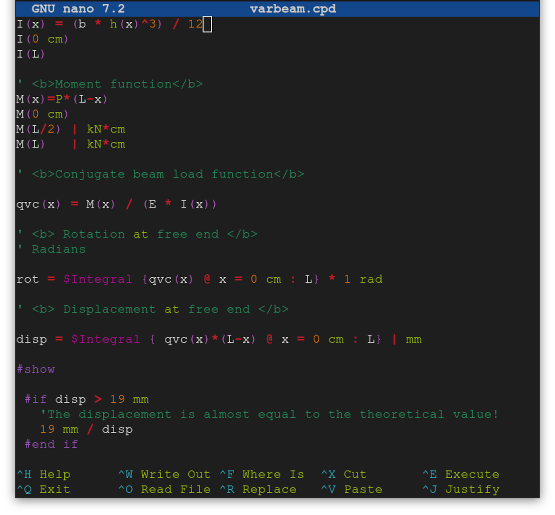 GNU nano 7.2 varbeam.cpd
I(x) = (b * h(x)^3) / 12
I(0 cm)
I(L)
' <b>Moment function</b>
M(x)=P*(L-x)
M(0 cm)
M(L/2) | kN*cm
M(L) | kN*cm
' <b>Conjugate beam load function</b>
qvc(x) = M(x) / (E * I(x))
' <b> Rotation at free end </b>
' Radians
rot = $Integral {qvc(x) @ x = 0 cm : L} * 1 rad
' <b> Displacement at free end </b>
disp = $Integral { qvc(x)*(L-x) @ x = 0 cm : L} | mm
#show
#if disp > 19 mm
'The displacement is almost equal to the theoretical value!
19 mm / disp
#end if
^H Help ^W Write Out ^F Where Is ^X Cut ^E Execute
^Q Exit ^O Read File ^R Replace ^V Paste ^J Justify